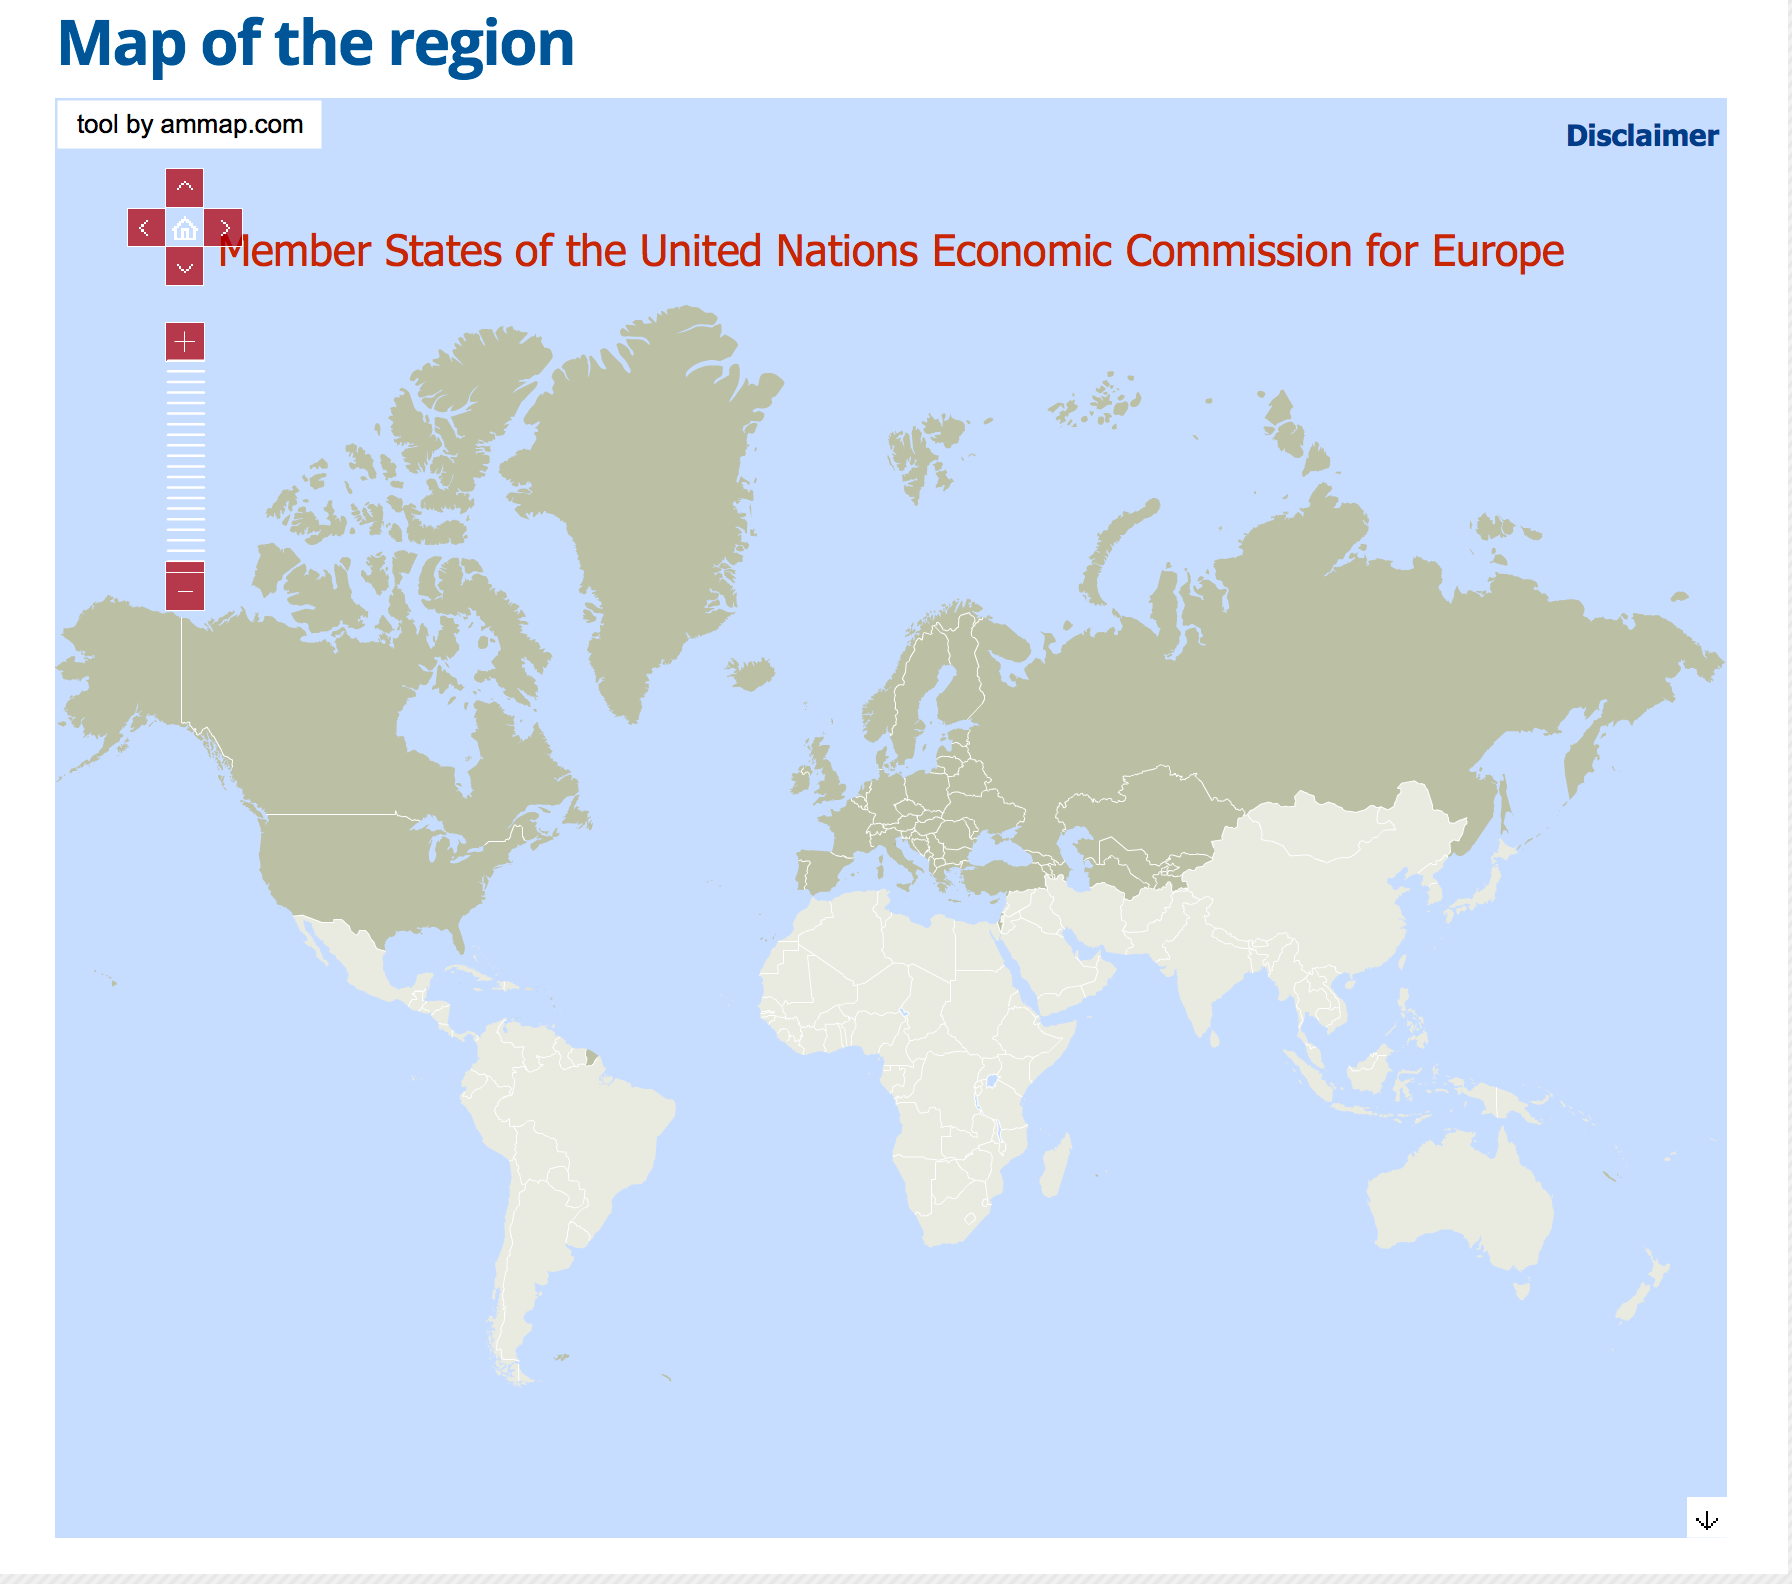 Map of the region
tool by ammap.com
Disclaimer
Member States of the United Nations Economic Commission for Europe